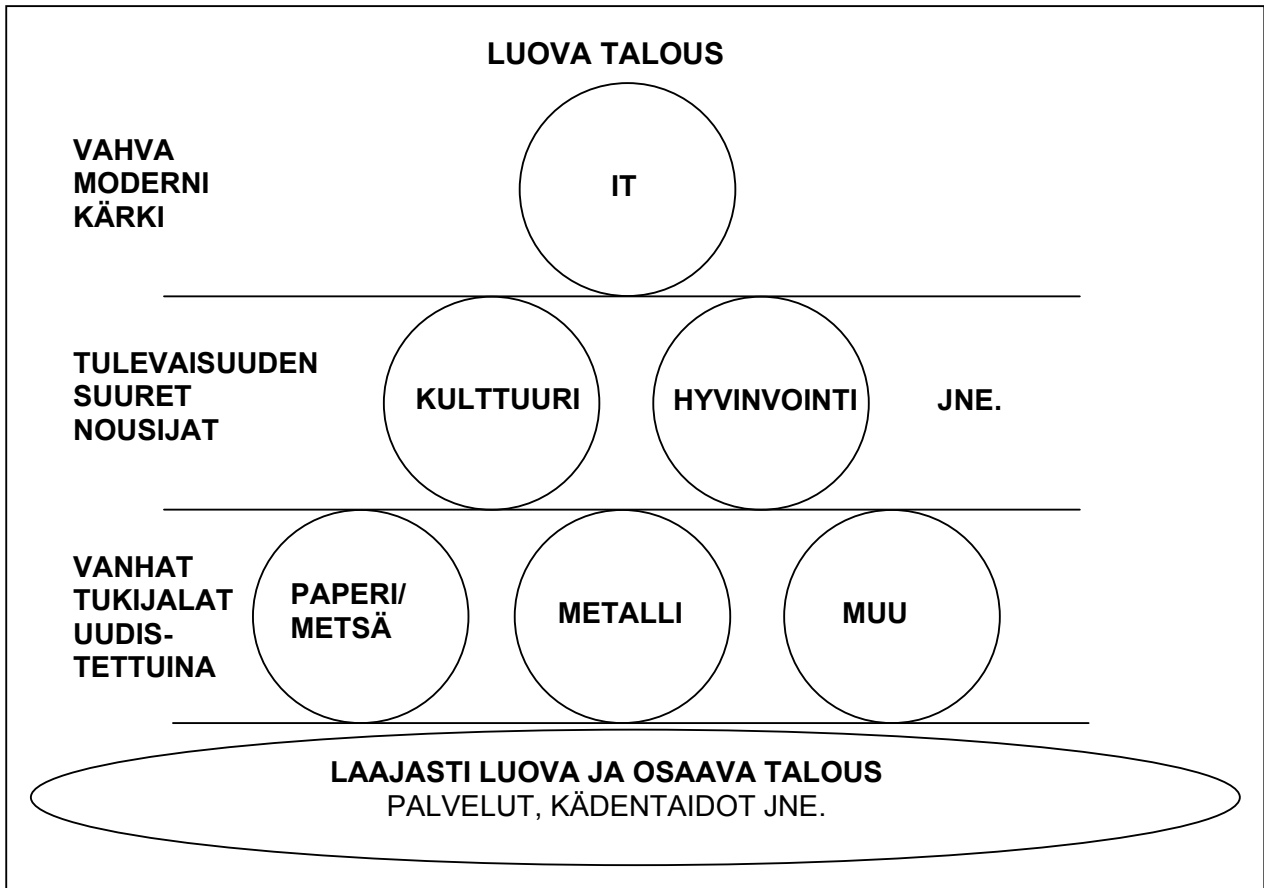 LUOVA TALOUS
VAHVA
MODERNI
KÄRKI
IT
TULEVAISUUDEN
SUURET
NOUSIJAT
KULTTUURI
HYVINVOINTI
JNE.
VANHAT
TUKIJALAT
UUDIS-
TETTUINA
PAPERI/
METSÄ
METALLI
MUU
LAAJASTI LUOVA JA OSAAVA TALOUS
PALVELUT, KÄDENTAIDOT JNE.